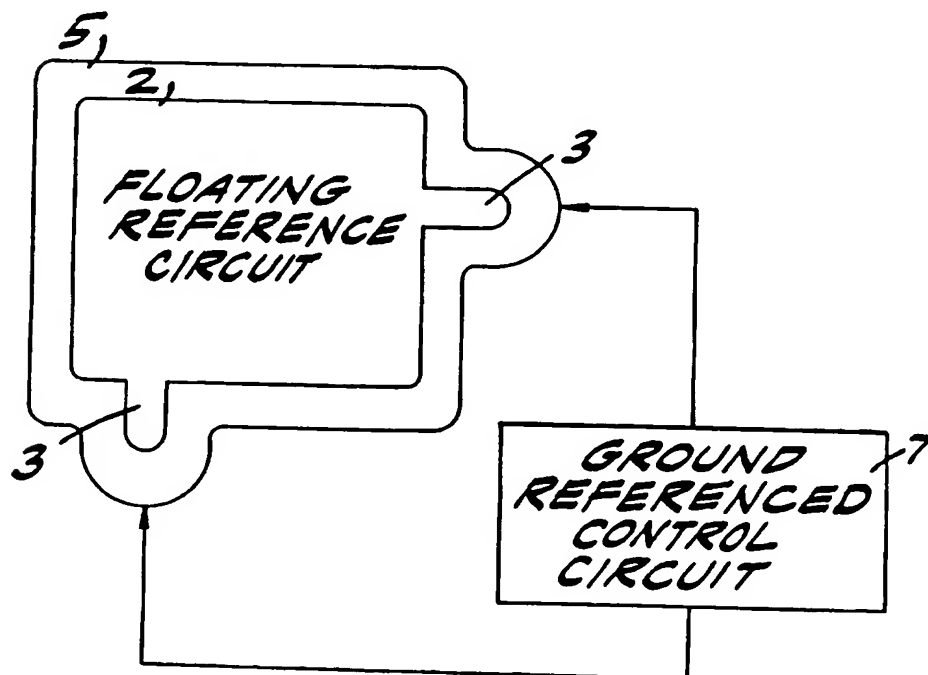 5,
2,
3
FLOATING
REFERENCE
CIRCUIT
3
7
GROUND
REFERENCED
CONTROL
CIRCUIT